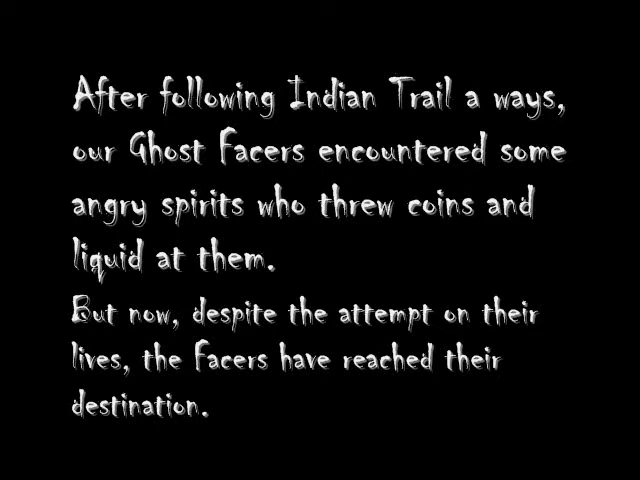 After following Indian Trail a ways,
our Ghost Facers encountered some
angry spirits who threw coins and
liquid at them.
But now, despite the attempt on their
lives, the Facers have reached their
destination.